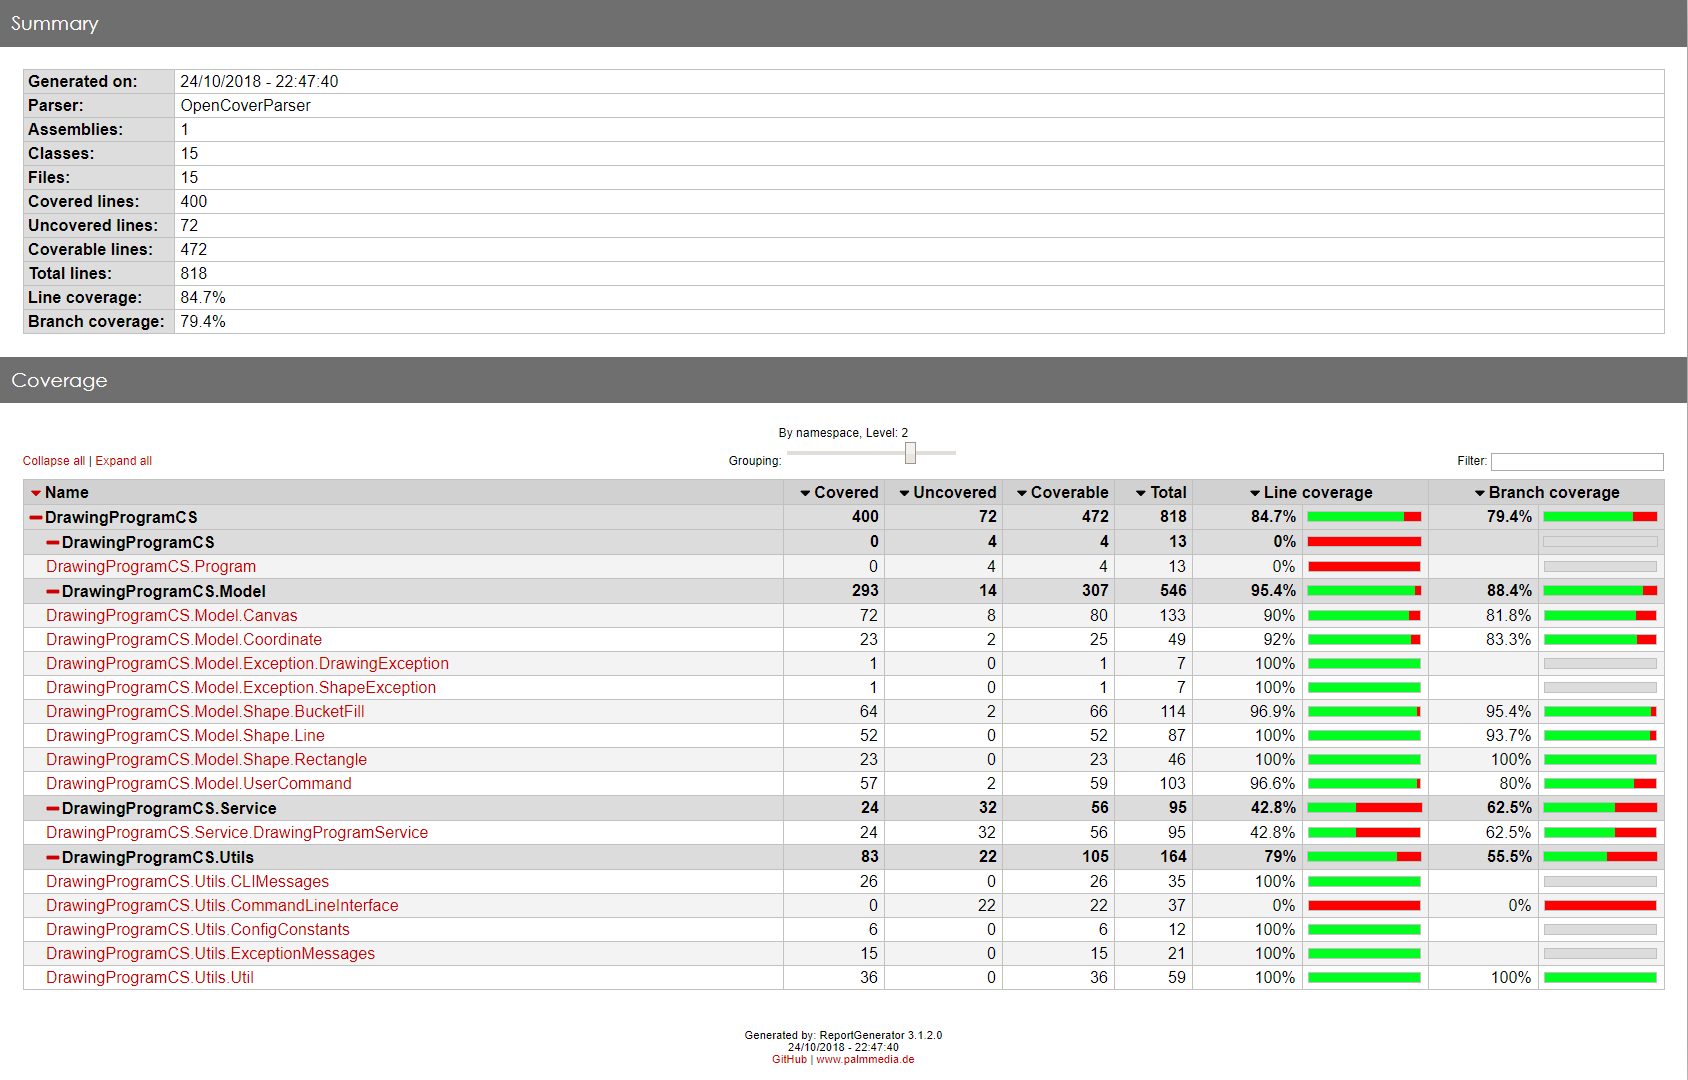 Summary
Generated on: 24/10/2018 - 22:47:40
Parser: OpenCoverParser
Assemblies: 1
Classes: 15
Files: 15
Covered lines: 400
Uncovered lines: 72
Coverable lines: 472
Total lines: 818
Line coverage: 84.7%
Branch coverage: 79.4%
Coverage
By namespace, Level: 2
Collapse all | Expand all Grouping: Filter:
Name Covered Uncovered Coverable Total Line coverage Branch coverage
DrawingProgramCS 400 72 472 818 84.7% 79.4%
DrawingProgramCS 0 4 4 13 0%
DrawingProgramCS.Program 0 4 4 13 0%
DrawingProgramCS.Model 293 14 307 546 95.4% 88.4%
DrawingProgramCS.Model.Canvas 72 8 80 133 90% 81.8%
DrawingProgramCS.Model.Coordinate 23 2 25 49 92% 83.3%
DrawingProgramCS.Model.Exception.DrawingException 1 0 1 7 100%
DrawingProgramCS.Model.Exception.ShapeException 1 0 1 7 100%
DrawingProgramCS.Model.Shape.BucketFill 64 2 66 114 96.9% 95.4%
DrawingProgramCS.Model.Shape.Line 52 0 52 87 100% 93.7%
DrawingProgramCS.Model.Shape.Rectangle 23 0 23 46 100% 100%
DrawingProgramCS.Model.UserCommand 57 2 59 103 96.6% 80%
DrawingProgramCS.Service 24 32 56 95 42.8% 62.5%
DrawingProgramCS.Service.DrawingProgramService 24 32 56 95 42.8% 62.5%
DrawingProgramCS.Utils 83 22 105 164 79% 55.5%
DrawingProgramCS.Utils.CLIMessages 26 0 26 35 100%
DrawingProgramCS.Utils.CommandLineInterface 0 22 22 37 0% 0%
DrawingProgramCS.Utils.ConfigConstants 6 0 6 12 100%
DrawingProgramCS.Utils.ExceptionMessages 15 0 15 21 100%
DrawingProgramCS.Utils.Util 36 0 36 59 100% 100%
Generated by: ReportGenerator 3.1.2.0
24/10/2018 - 22:47:40
GitHub | www.palmmedia.de